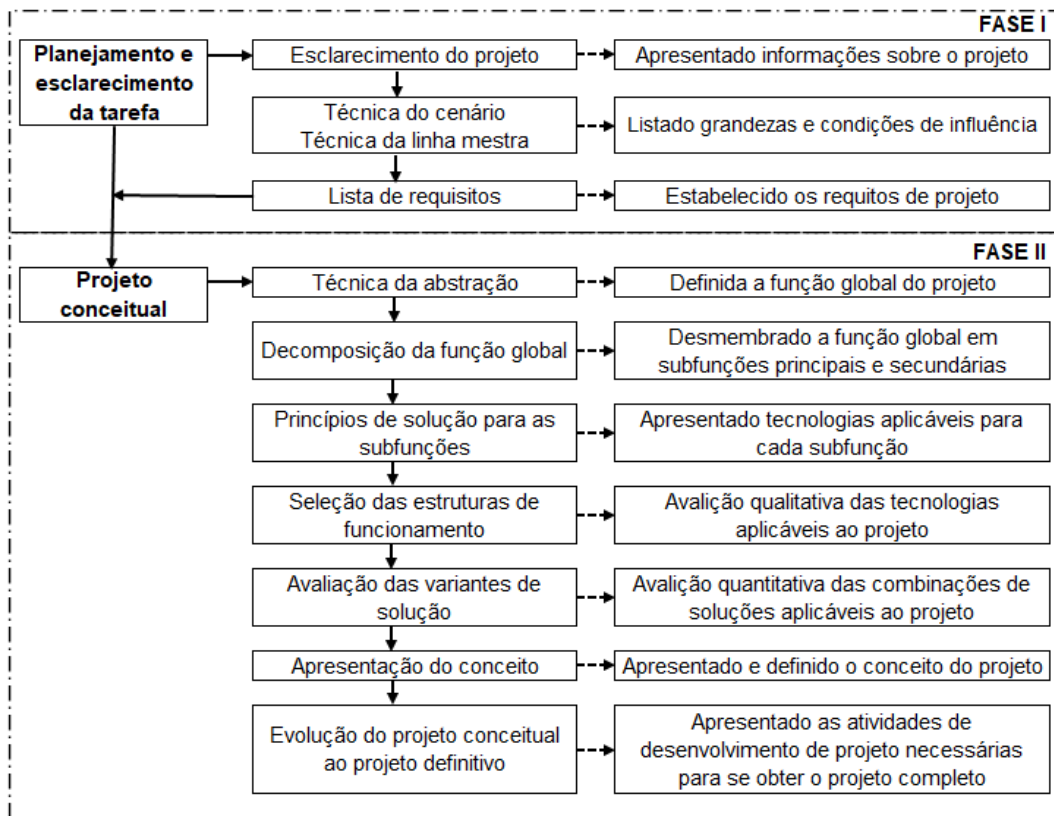 FASE I
Planejamento e
esclarecimento
da tarefa
Esclarecimento do projeto
Apresentado informações sobre o projeto
Técnica do cenário
Técnica da linha mestra
Listado grandezas e condições de influência
Lista de requisitos
Estabelecido os requitos de projeto
FASE II
Projeto
conceitual
Técnica da abstração
Definida a função global do projeto
Decomposição da função global
Desmembrado a função global em
subfunções principais e secundárias
Princípios de solução para as
subfunções
Apresentado tecnologias aplicáveis para
cada subfunção
Seleção das estruturas de
funcionamento
Avalição qualitativa das tecnologias
aplicáveis ao projeto
Avaliação das variantes de
solução
Avalição quantitativa das combinações de
soluções aplicáveis ao projeto
Apresentação do conceito
Apresentado e definido o conceito do projeto
Evolução do projeto conceitual
ao projeto definitivo
Apresentado as atividades de
desenvolvimento de projeto necessárias
para se obter o projeto completo